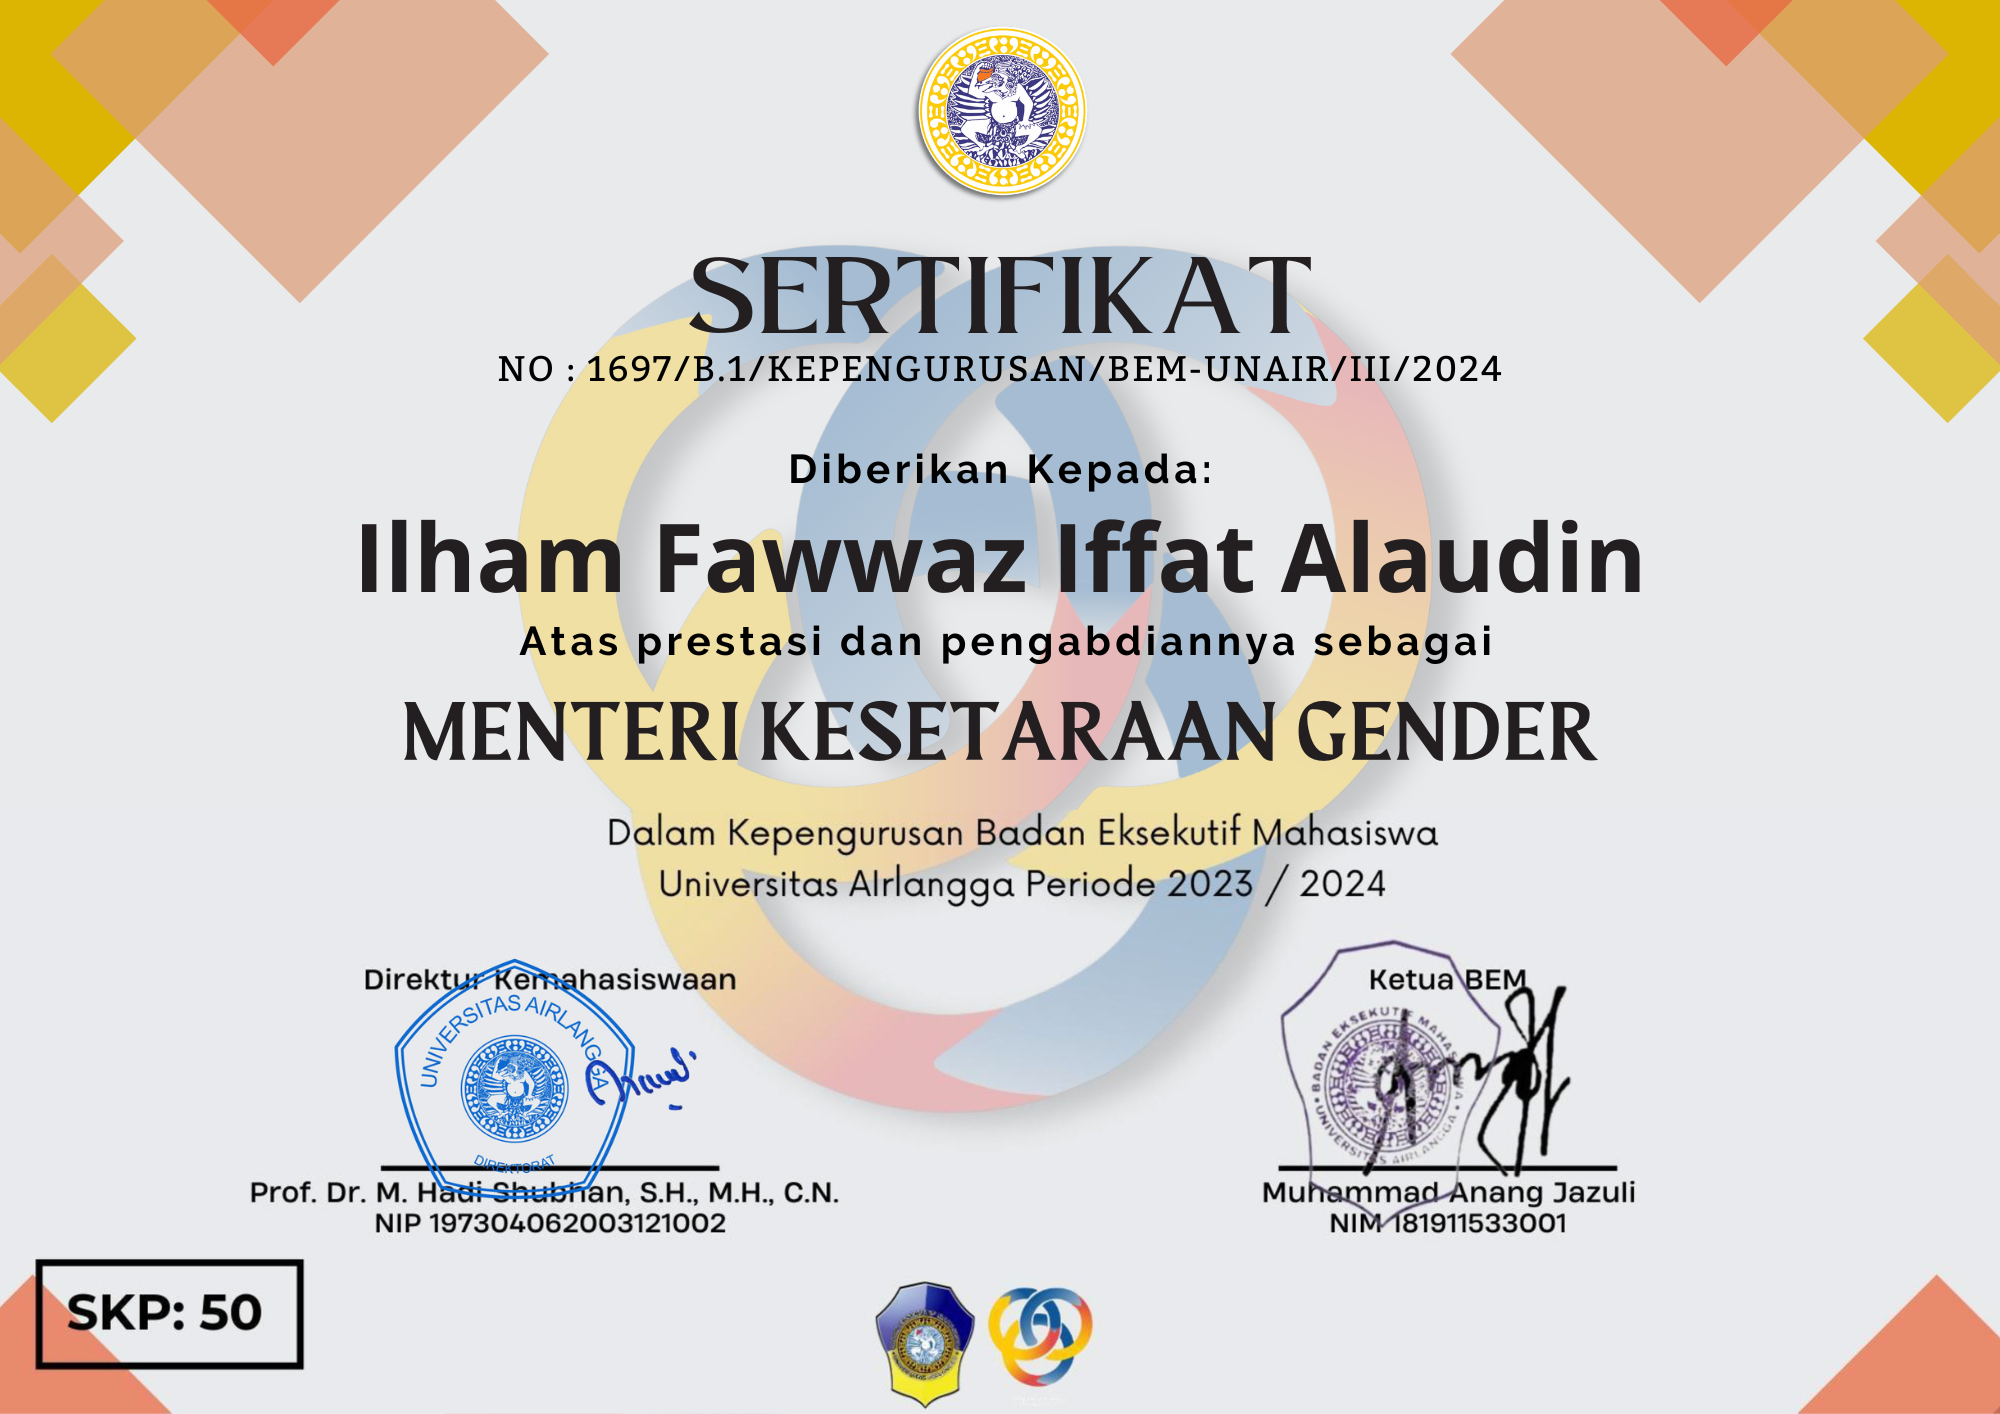 SERTIFIKAT
NO : 1697/B.1/KEPENGURUSAN/BEM-UNAIR/III/2024
Diberikan Kepada:
Ilham Fawwaz Iffat Alaudin
Atas prestasi dan pengabdiannya sebagai
MENTERI KESETARAAN GENDER
Dalam Kepengurusan Badan Eksekutif Mahasiswa
Universitas AIrlangga Periode 2023 / 2024
Direktur Kemahasiswaan
UNIVERSITAS AIRLANGGA
DIREKTORAT
Prof. Dr. M. Hadi Shubhan, S.H., M.H., C.N.
NIP 197304062003121002
Ketua BEM
BADAN EKSEKUTIF MAHASISWA
UNIVERSITAS AIRLANGGA
Muhammad Anang Jazuli
NIM 181911533001
SKP: 50